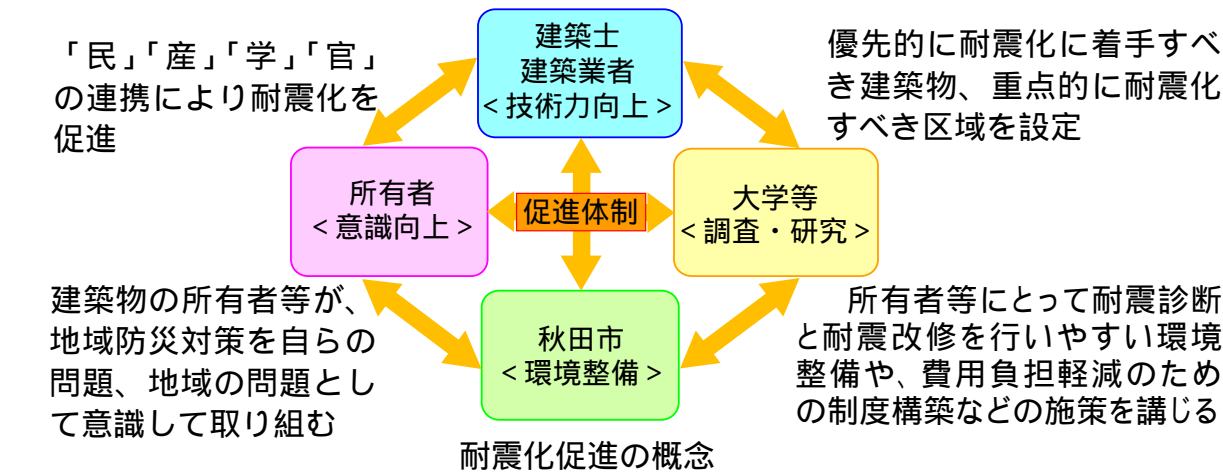 「民」「産」「学」「官」
の連携により耐震化を
促進
建築士
建築業者
<技術力向上>
優先的に耐震化に着手すべ
き建築物、重点的に耐震化
すべき区域を設定
所有者
<意識向上>
促進体制
大学等
<調査・研究>
建築物の所有者等が、
地域防災対策を自らの
問題、地域の問題とし
て意識して取り組む
秋田市
<環境整備>
所有者等にとって耐震診断
と耐震改修を行いやすい環境
整備や、費用負担軽減のため
の制度構築などの施策を講じる
耐震化促進の概念